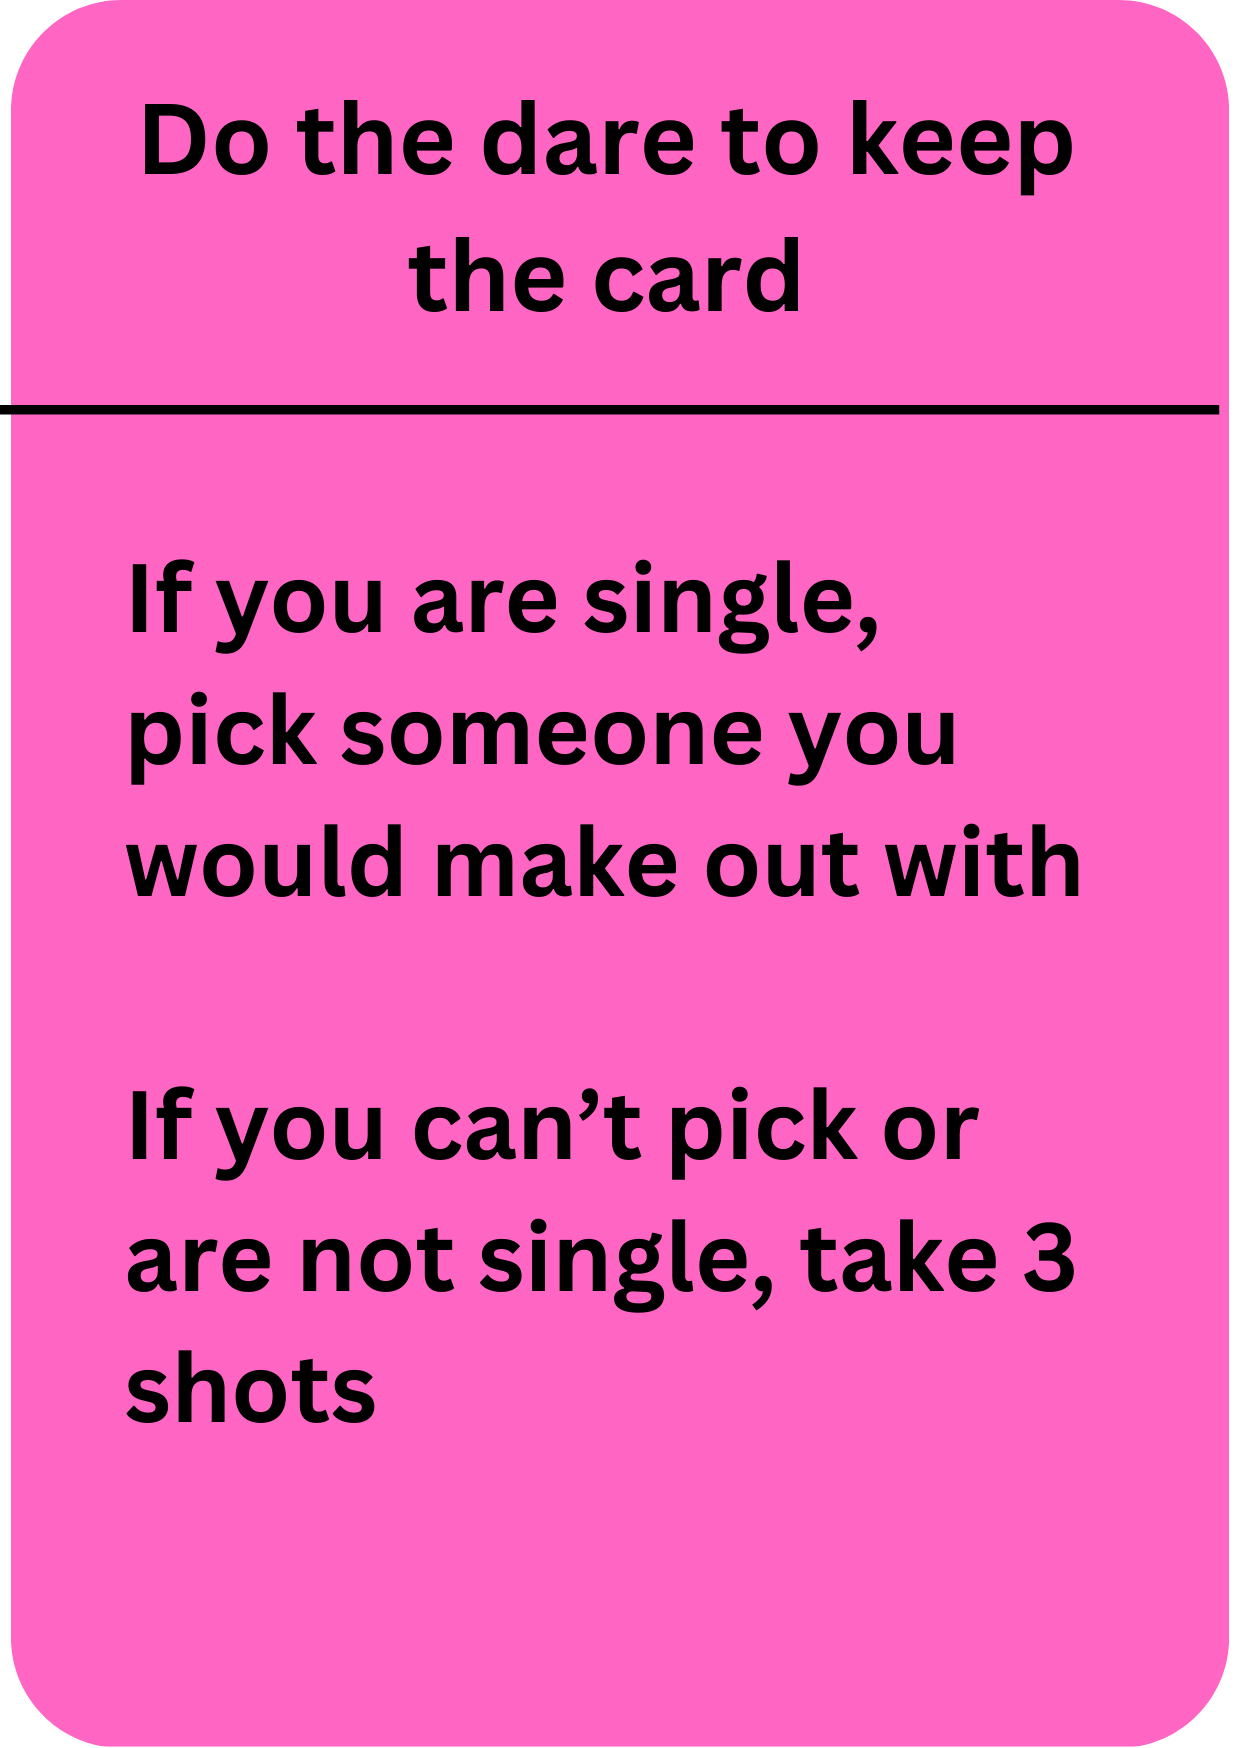 Do the dare to keep
the card
If you are single,
pick someone you
would make out with
If you can’t pick or
are not single, take 3
shots